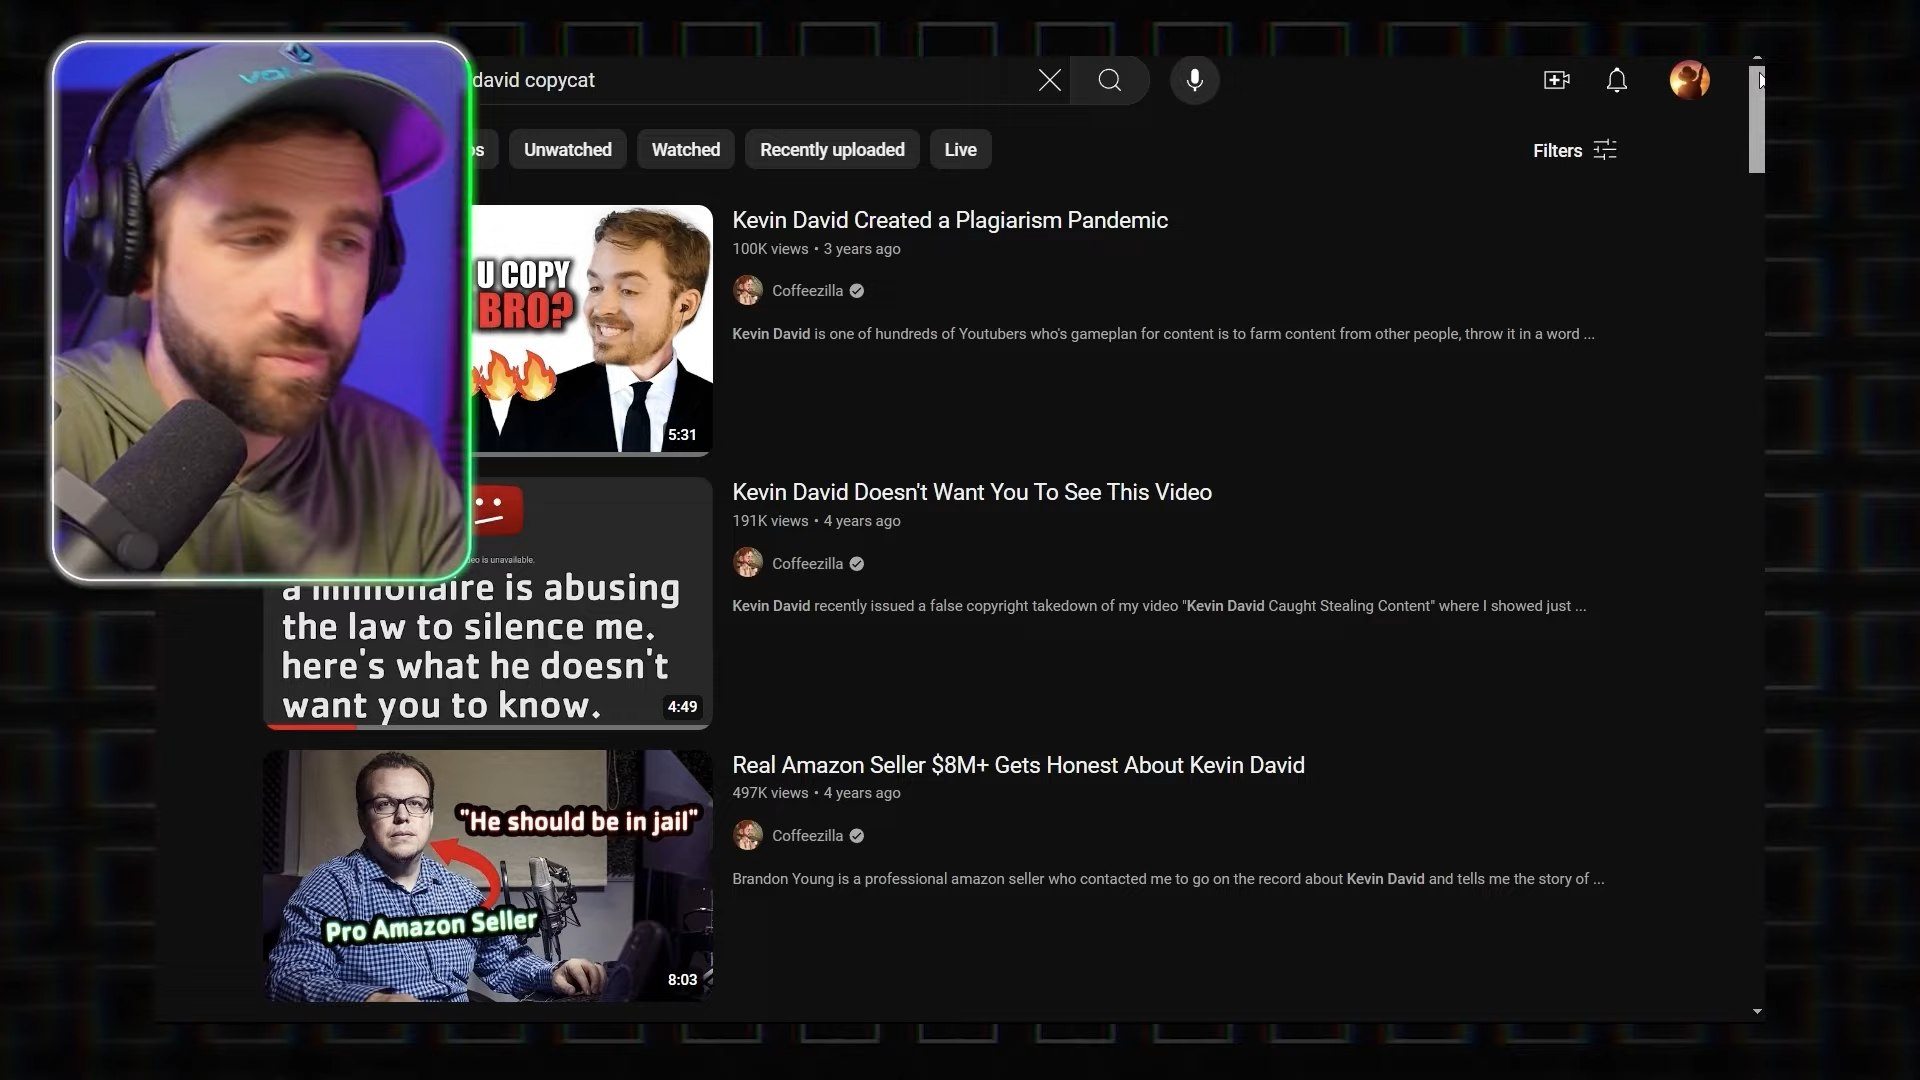 david copycat
os
Unwatched
Watched
Recently uploaded
Live
Filters
U COPY
BRO?
5:31
Kevin David Created a Plagiarism Pandemic
100K views • 3 years ago
Coffeezilla
Kevin David is one of hundreds of Youtubers who's gameplan for content is to farm content from other people, throw it in a word ...
eo is unavailable.
a millionaire is abusing
the law to silence me.
here's what he doesn't
want you to know.
4:49
Kevin David Doesn't Want You To See This Video
191K views • 4 years ago
Coffeezilla
Kevin David recently issued a false copyright takedown of my video "Kevin David Caught Stealing Content" where I showed just ...
"He should be in jail"
Pro Amazon Seller
8:03
Real Amazon Seller $8M+ Gets Honest About Kevin David
497K views • 4 years ago
Coffeezilla
Brandon Young is a professional amazon seller who contacted me to go on the record about Kevin David and tells me the story of ...